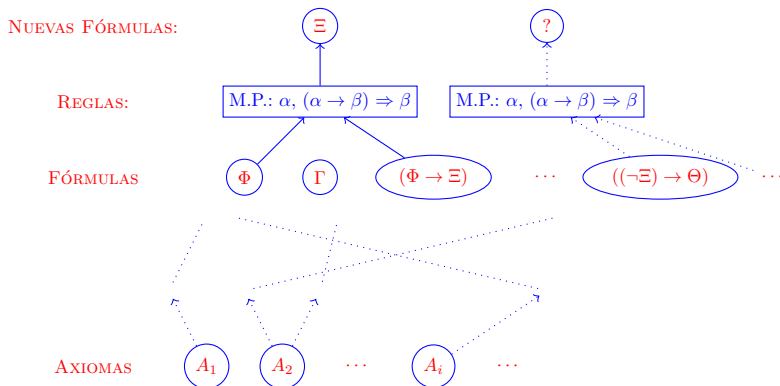 NUEVAS FÓRMULAS: Ξ ?
REGLAS: M.P.: α, (α → β) ⇒ β M.P.: α, (α → β) ⇒ β
FÓRMULAS Φ Γ (Φ → Ξ) ··· ((¬Ξ) → Θ) ···
AXIOMAS A₁ A₂ ··· Aᵢ ···